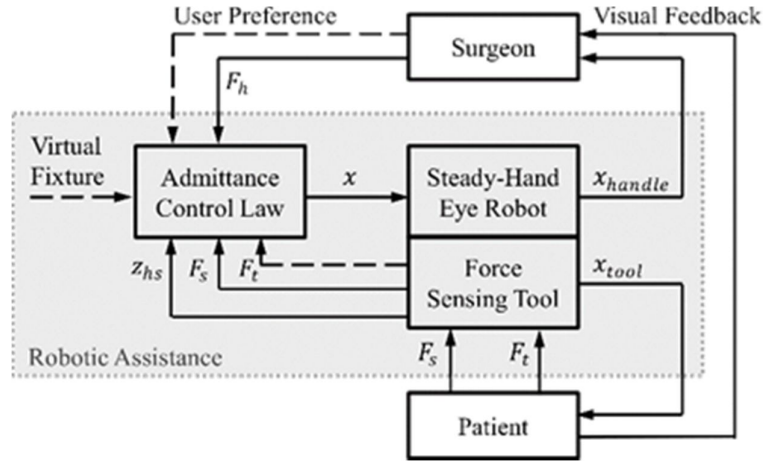 User Preference
Surgeon
Visual Feedback
F_h
Virtual
Fixture
Admittance
Control Law
x
Steady-Hand
Eye Robot
x_handle
z_hs
F_s
F_t
Force
Sensing Tool
x_tool
Robotic Assistance
F_s
F_t
Patient